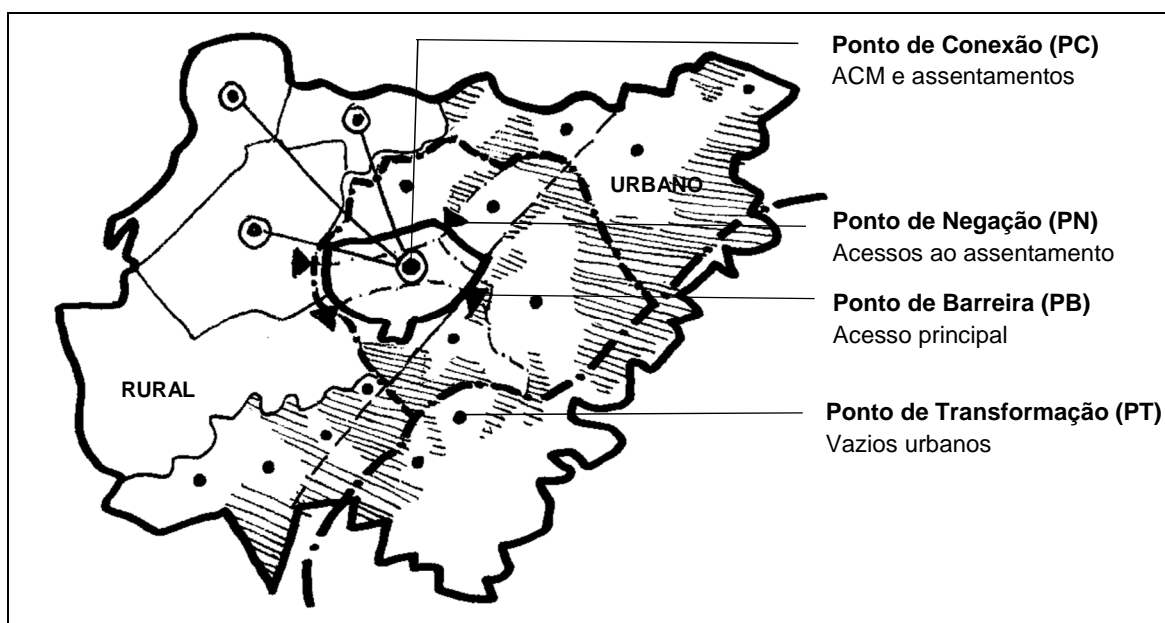 Ponto de Conexão (PC)
ACM e assentamentos
URBANO
Ponto de Negação (PN)
Acessos ao assentamento
Ponto de Barreira (PB)
Acesso principal
RURAL
Ponto de Transformação (PT)
Vazios urbanos